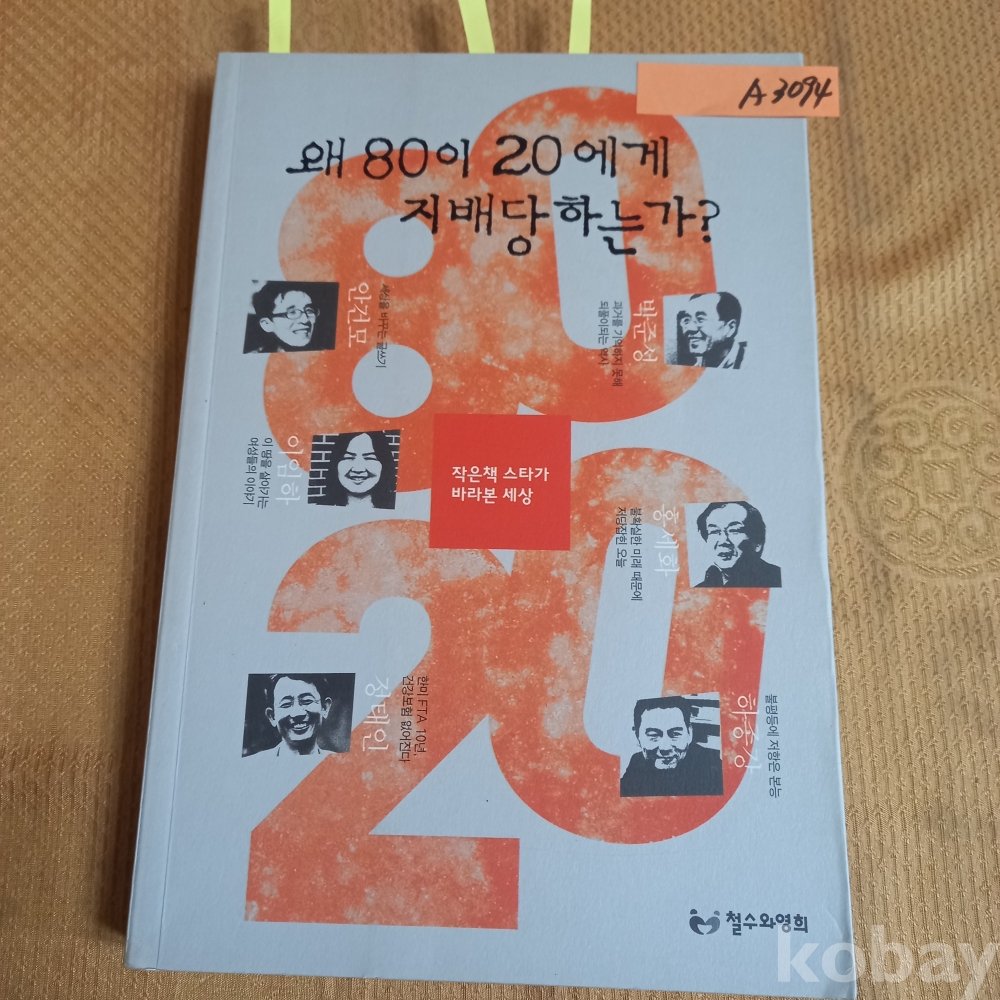 A3094
왜 80이 20에게
지배당하는가?
80
안건모
세상을 바꾸는 글쓰기
박준성
과거를 기억하지 못해
되풀이되는 역사
이임하
이 땅을 살아가는
여성들의 이야기
작은책 스타가
바라본 세상
홍세화
불확실한 미래 때문에
저당잡힌 오늘
20
정태인
한미 FTA 10년,
건강보험 없어진다
하종강
불평등에 저항은 본능
철수와영희
kobay